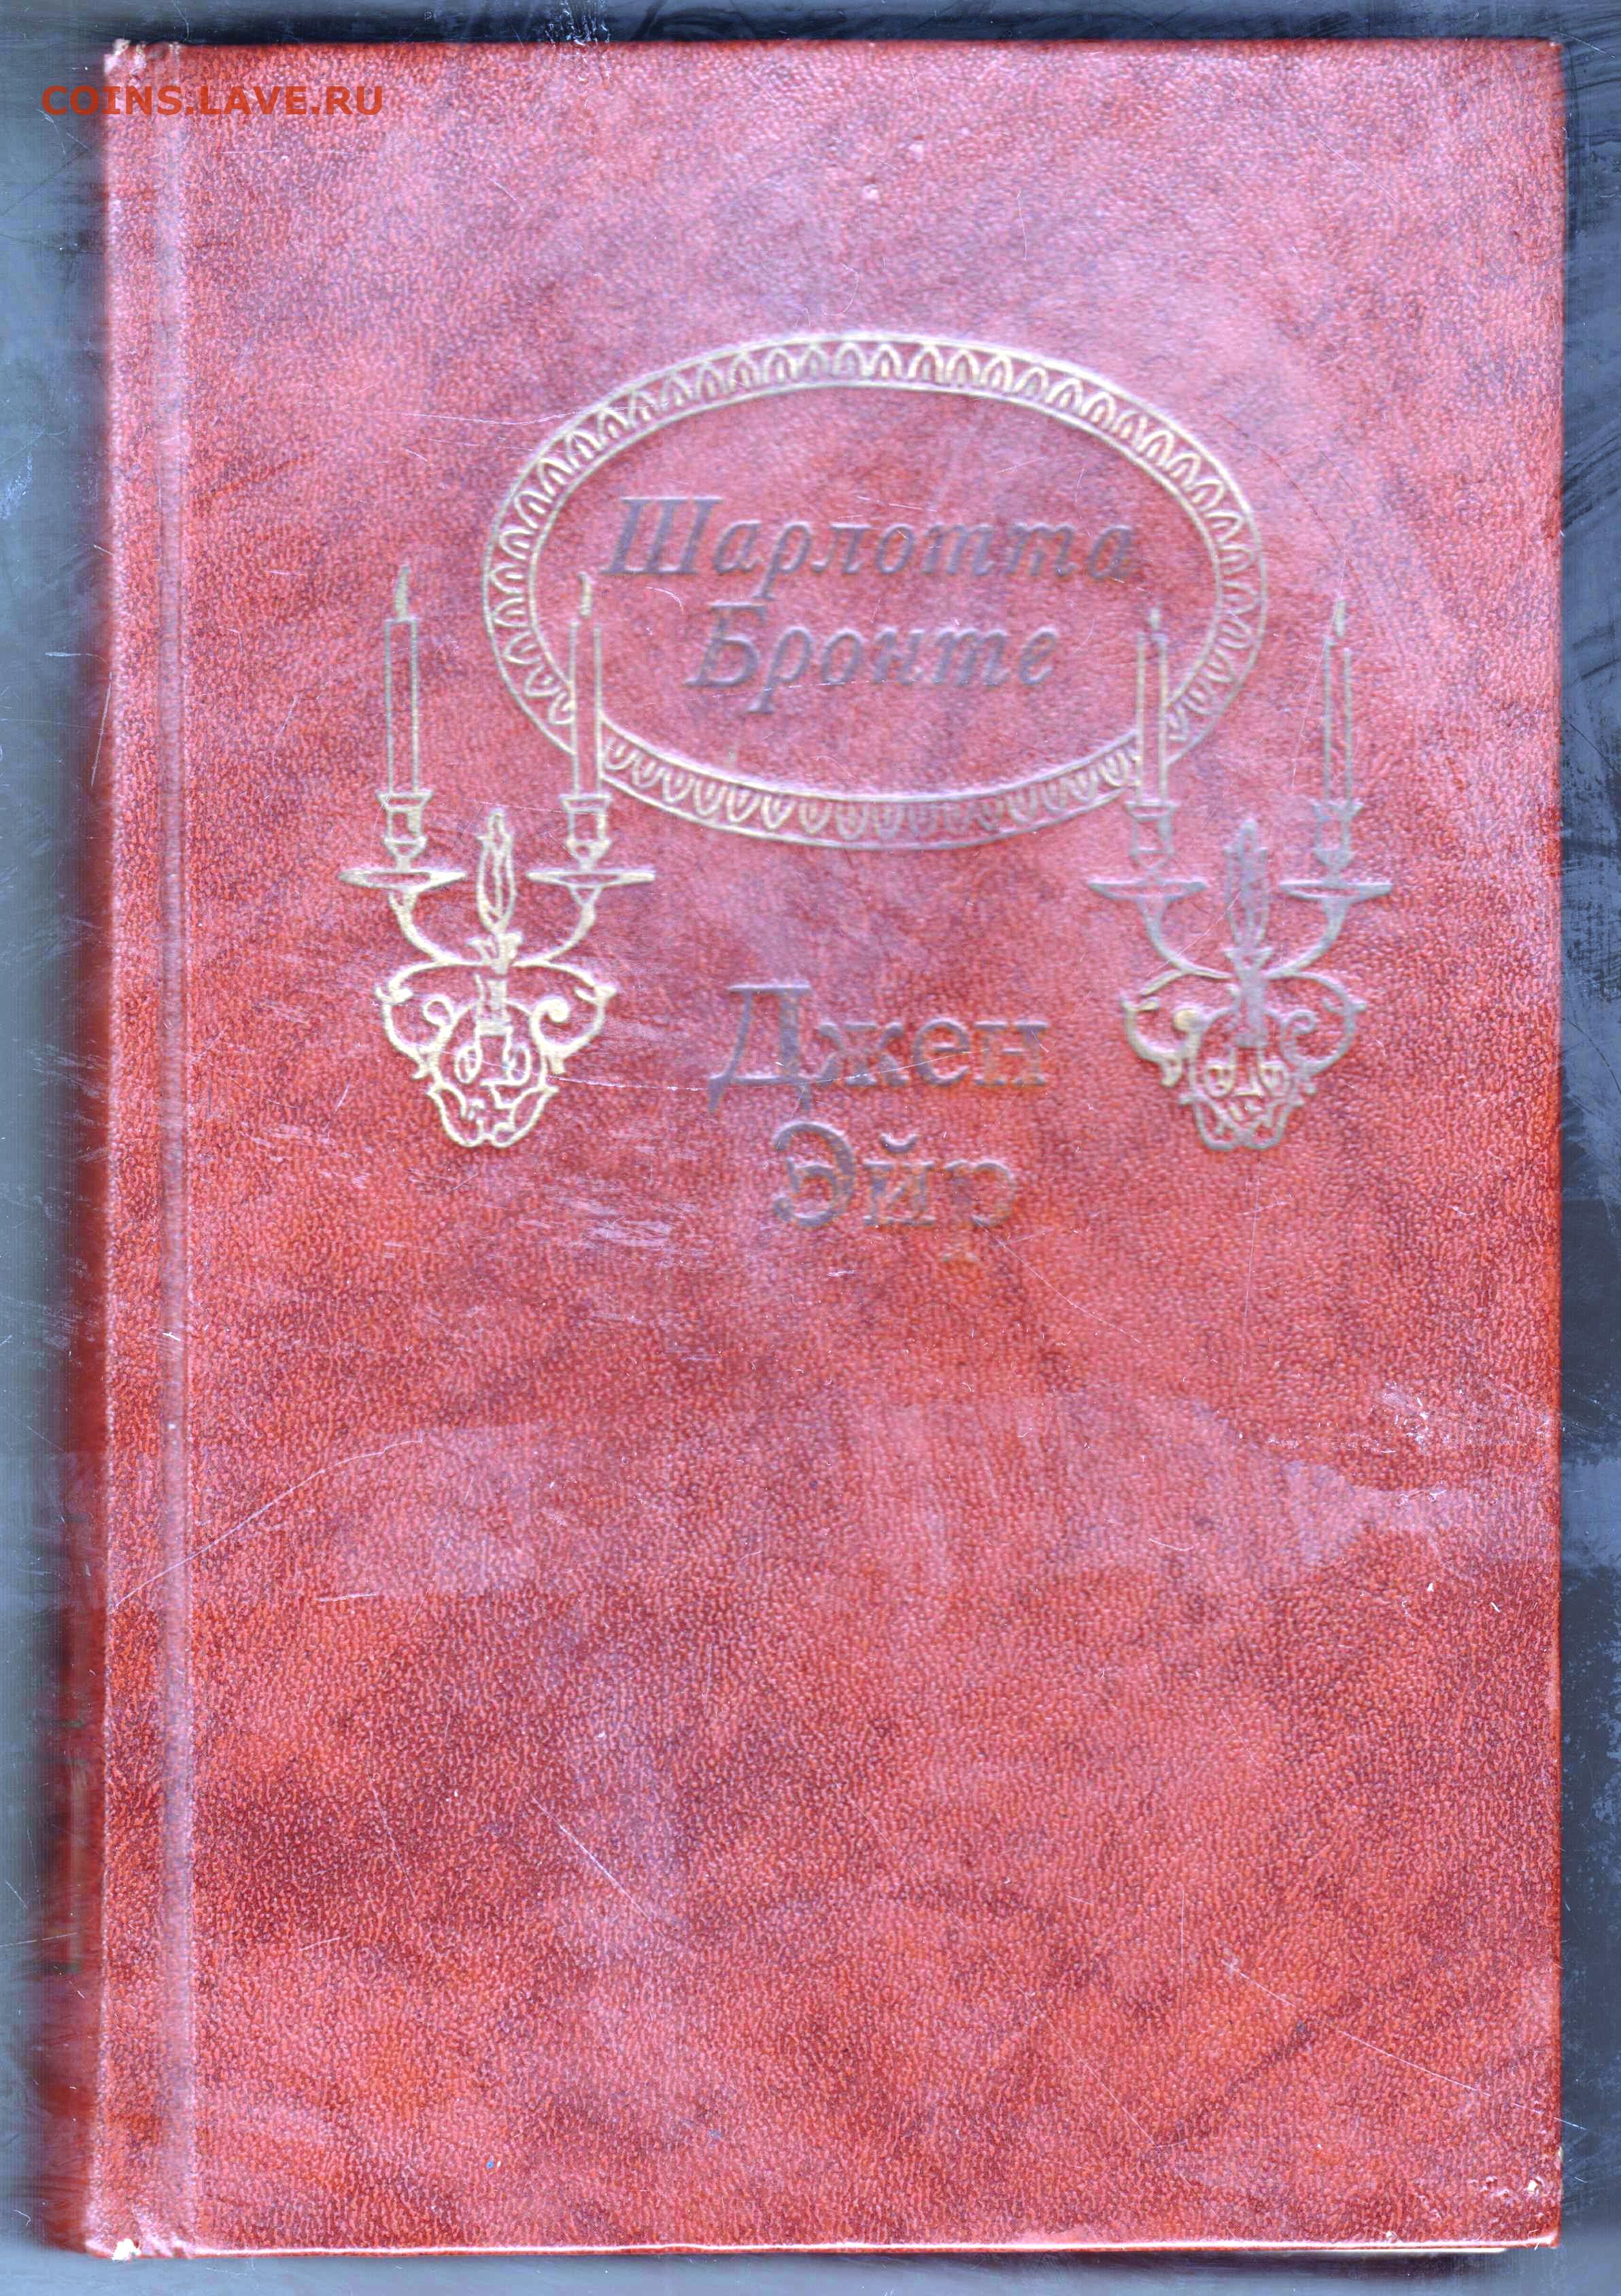 COINS.LAVE.RU
Шарлотта
Бронте
Джен
Эйр